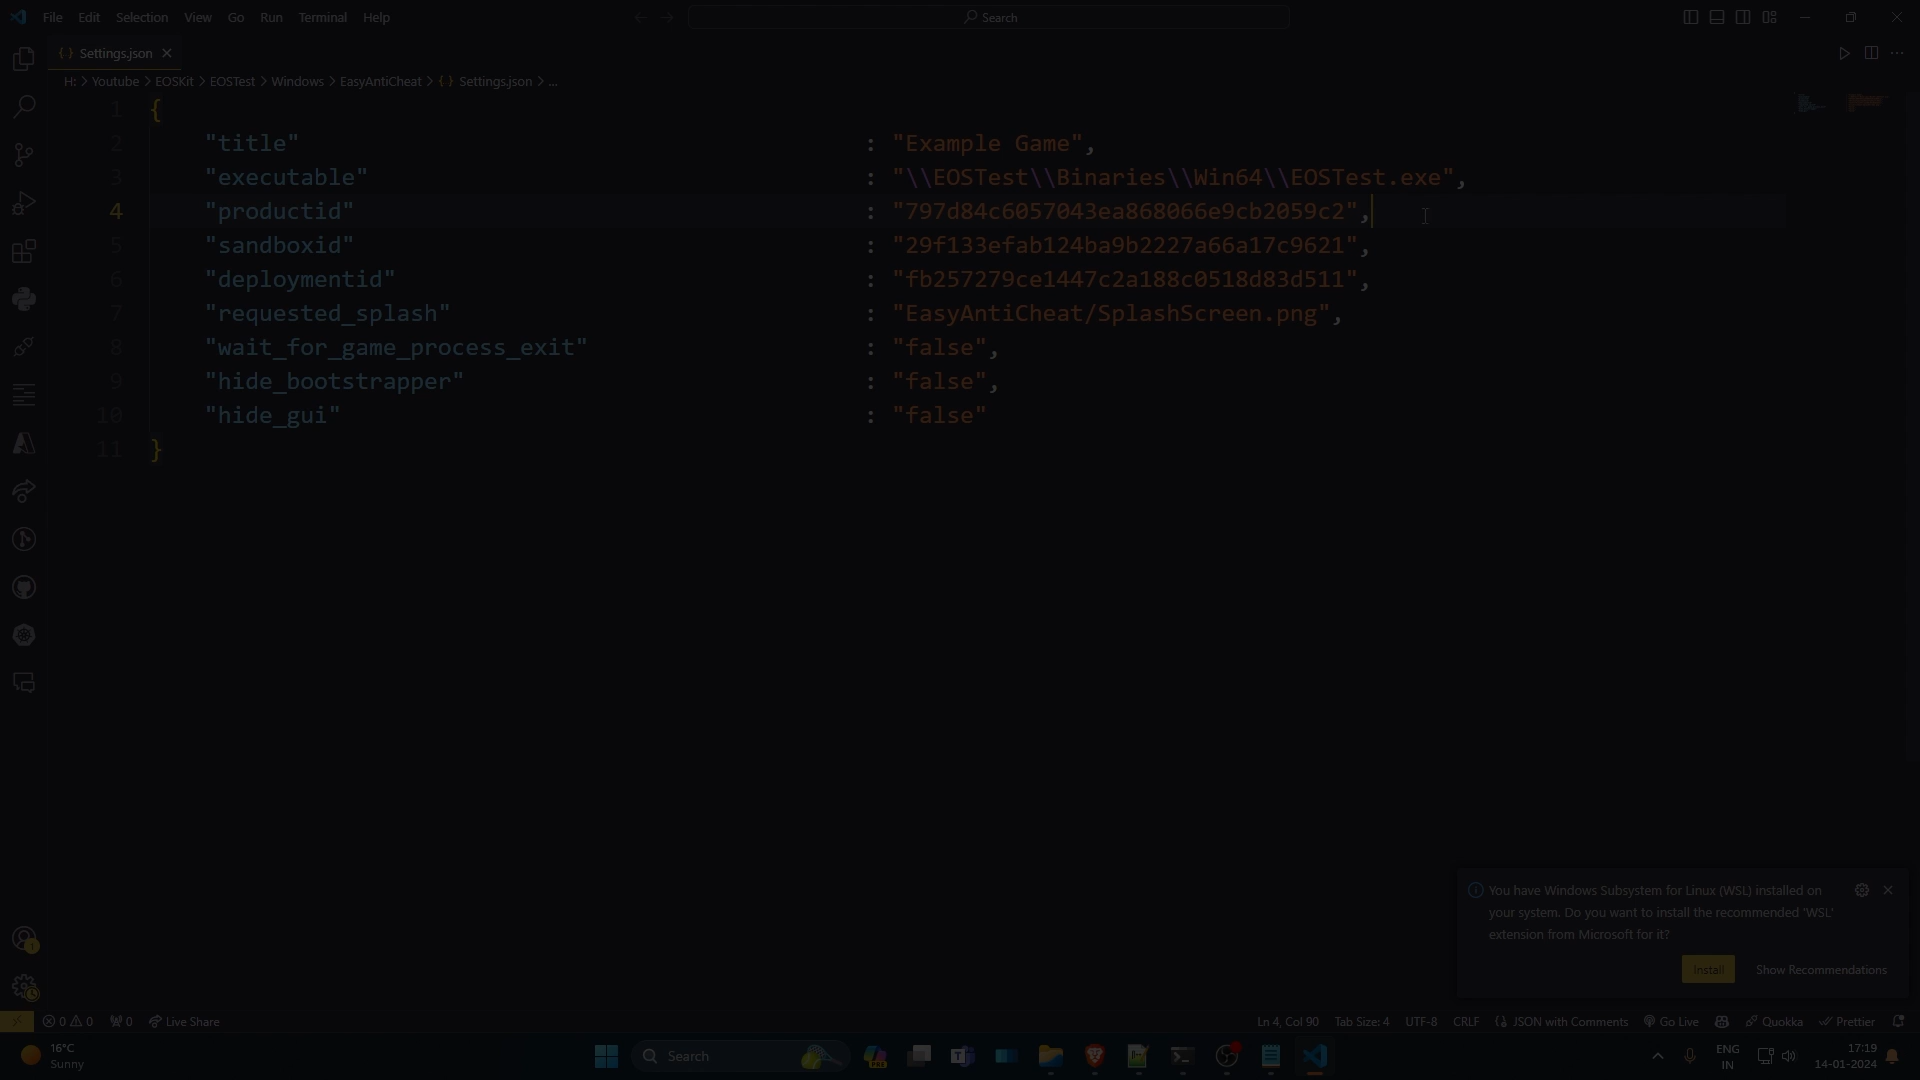 File Edit Selection View Go Run Terminal Help
Search
Settings.json
H: > Youtube > EOSKit > EOSTest > Windows > EasyAntiCheat > {} Settings.json > ...
1 {
2 "title" : "Example Game",
3 "executable" : "\\EOSTest\\Binaries\\Win64\\EOSTest.exe",
4 "productid" : "797d84c6057043ea868066e9cb2059c2",
5 "sandboxid" : "29f133efab124ba9b2227a66a17c9621",
6 "deploymentid" : "fb257279ce1447c2a188c0518d83d511",
7 "requested_splash" : "EasyAntiCheat/SplashScreen.png",
8 "wait_for_game_process_exit" : "false",
9 "hide_bootstrapper" : "false",
10 "hide_gui" : "false"
11 }
You have Windows Subsystem for Linux (WSL) installed on
your system. Do you want to install the recommended 'WSL'
extension from Microsoft for it?
Install Show Recommendations
0 0 0 Live Share
Ln 4, Col 90 Tab Size: 4 UTF-8 CRLF {} JSON with Comments Go Live Quokka Prettier
16°C
Sunny
Search
ENG
IN
17:19
14-01-2024